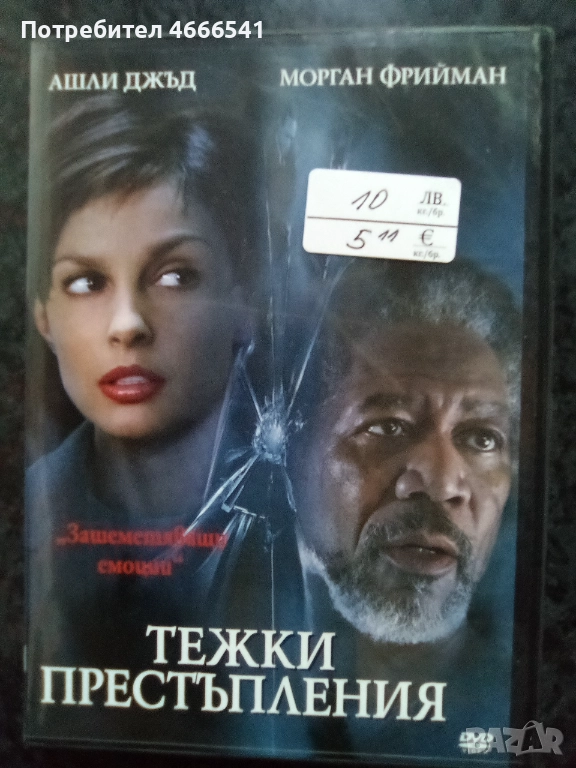 Потребител 4666541
АШЛИ ДЖЪД
МОРГАН ФРИЙМАН
10 ЛВ.
кг./бр.
5 11 €
кг./бр.
„Зашеметяващи
емоции“
ТЕЖКИ
ПРЕСТЪПЛЕНИЯ
DVD
BAZAR